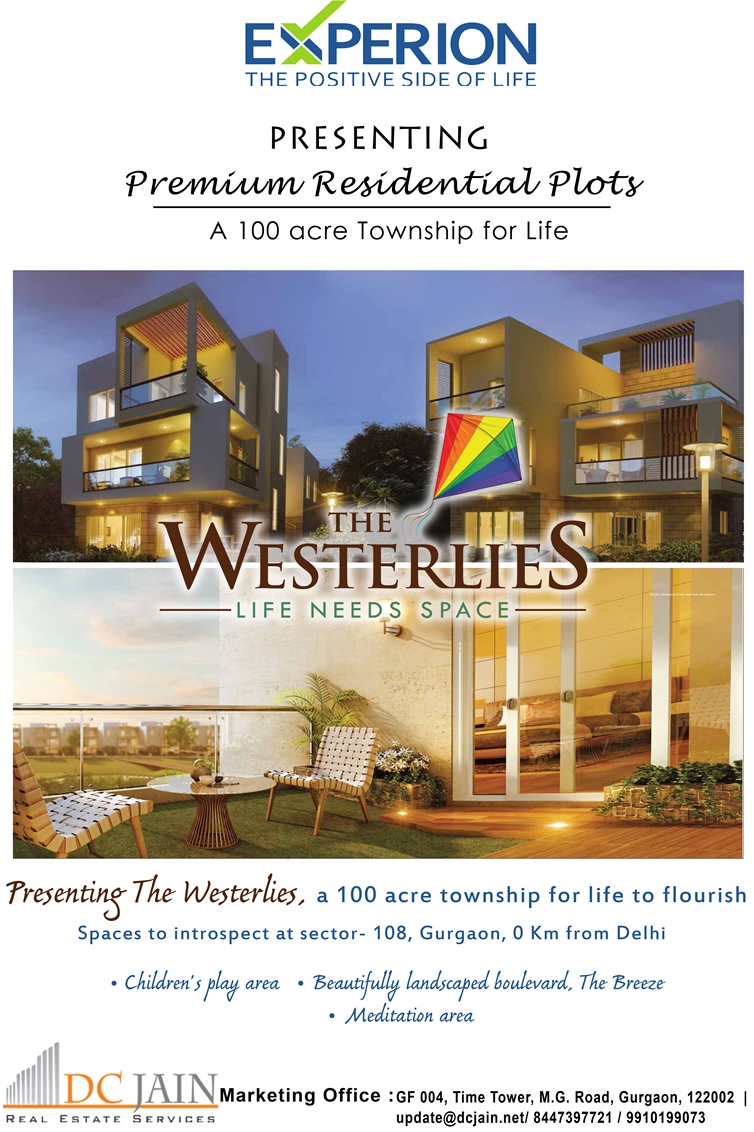 EXPERION
THE POSITIVE SIDE OF LIFE
PRESENTING
Premium Residential Plots
A 100 acre Township for Life
THE
WESTERLIES
LIFE NEEDS SPACE
Presenting The Westerlies, a 100 acre township for life to flourish
Spaces to introspect at sector- 108, Gurgaon, 0 Km from Delhi
• Children's play area • Beautifully landscaped boulevard, The Breeze
• Meditation area
DC JAIN
REAL ESTATE SERVICES
Marketing Office : GF 004, Time Tower, M.G. Road, Gurgaon, 122002 |
update@dcjain.net/ 8447397721 / 9910199073